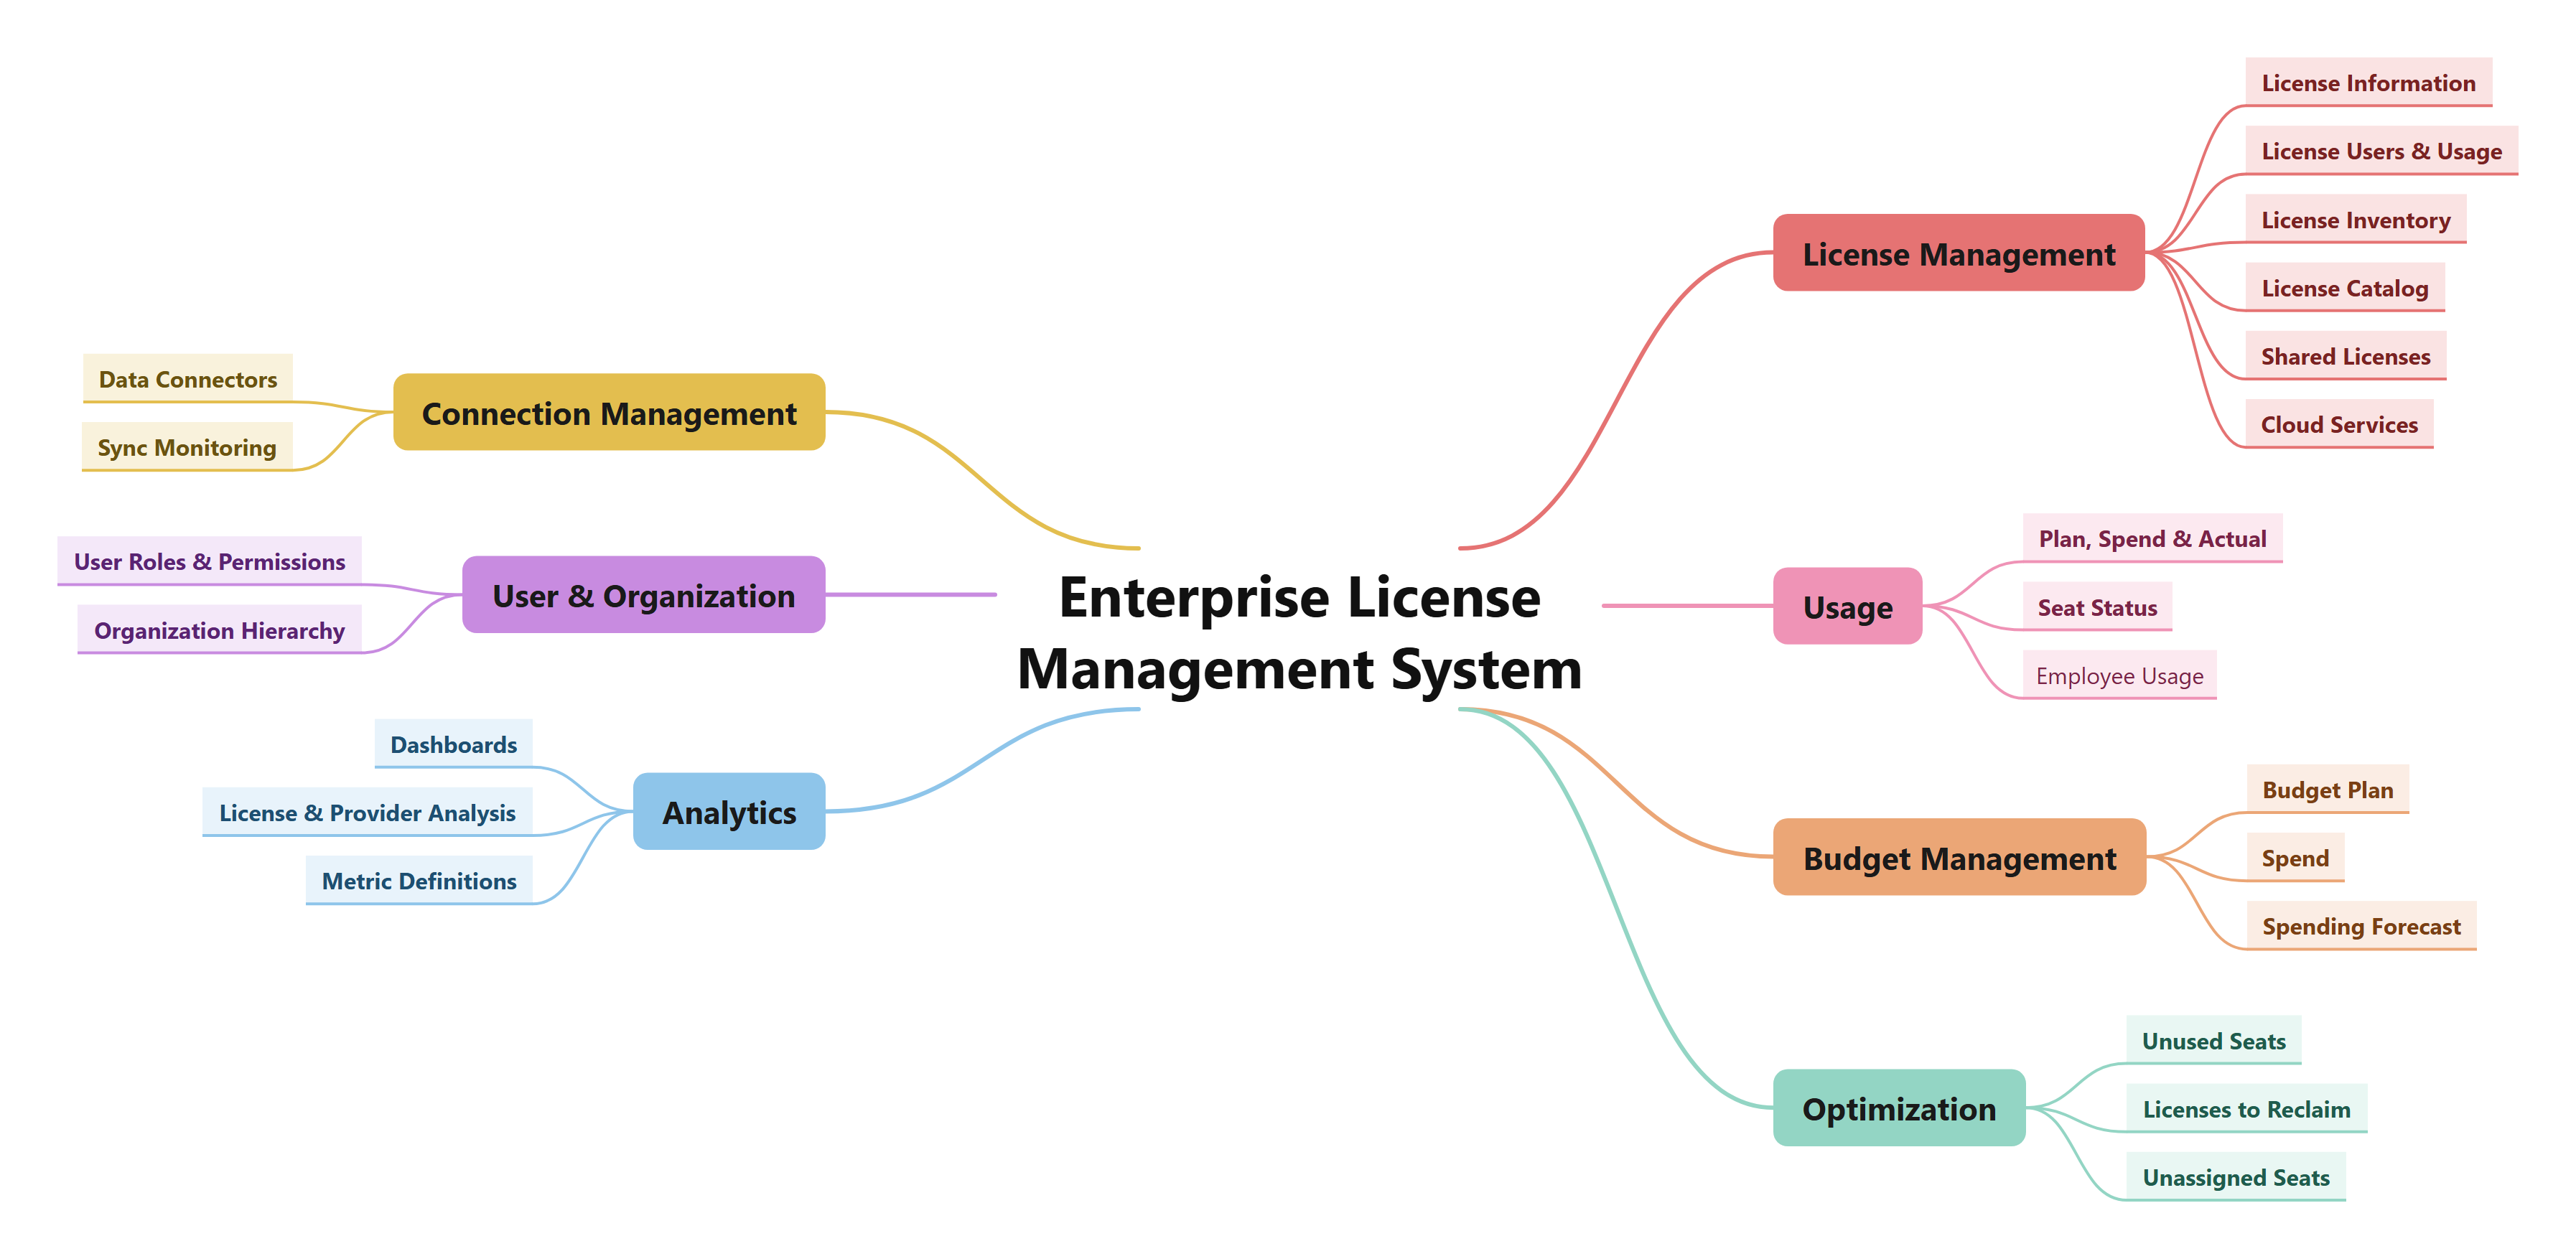 Enterprise License
Management System
License Management
License Information
License Users & Usage
License Inventory
License Catalog
Shared Licenses
Cloud Services
Usage
Plan, Spend & Actual
Seat Status
Employee Usage
Budget Management
Budget Plan
Spend
Spending Forecast
Optimization
Unused Seats
Licenses to Reclaim
Unassigned Seats
Connection Management
Data Connectors
Sync Monitoring
User & Organization
User Roles & Permissions
Organization Hierarchy
Analytics
Dashboards
License & Provider Analysis
Metric Definitions